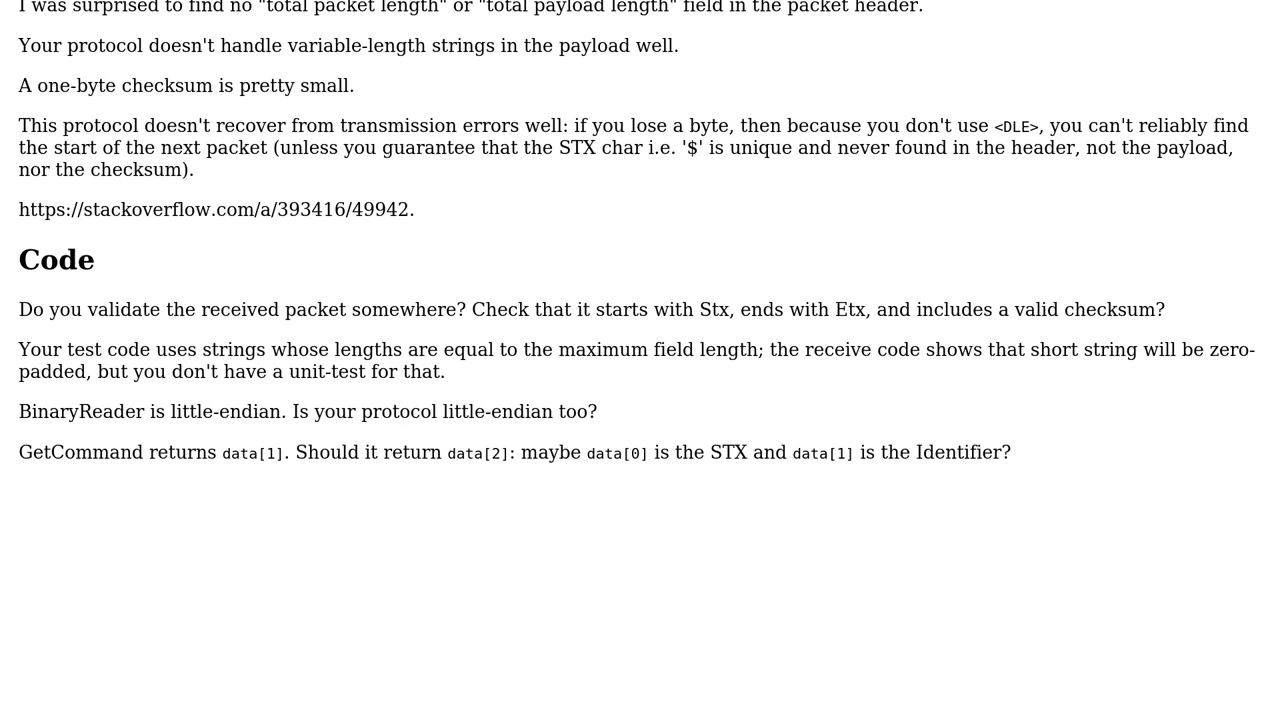 I was surprised to find no "total packet length" or "total payload length" field in the packet header.
Your protocol doesn't handle variable-length strings in the payload well.
A one-byte checksum is pretty small.
This protocol doesn't recover from transmission errors well: if you lose a byte, then because you don't use <DLE>, you can't reliably find
the start of the next packet (unless you guarantee that the STX char i.e. '$' is unique and never found in the header, not the payload,
nor the checksum).
https://stackoverflow.com/a/393416/49942.
Code
Do you validate the received packet somewhere? Check that it starts with Stx, ends with Etx, and includes a valid checksum?
Your test code uses strings whose lengths are equal to the maximum field length; the receive code shows that short string will be zero-
padded, but you don't have a unit-test for that.
BinaryReader is little-endian. Is your protocol little-endian too?
GetCommand returns data[1]. Should it return data[2]: maybe data[0] is the STX and data[1] is the Identifier?